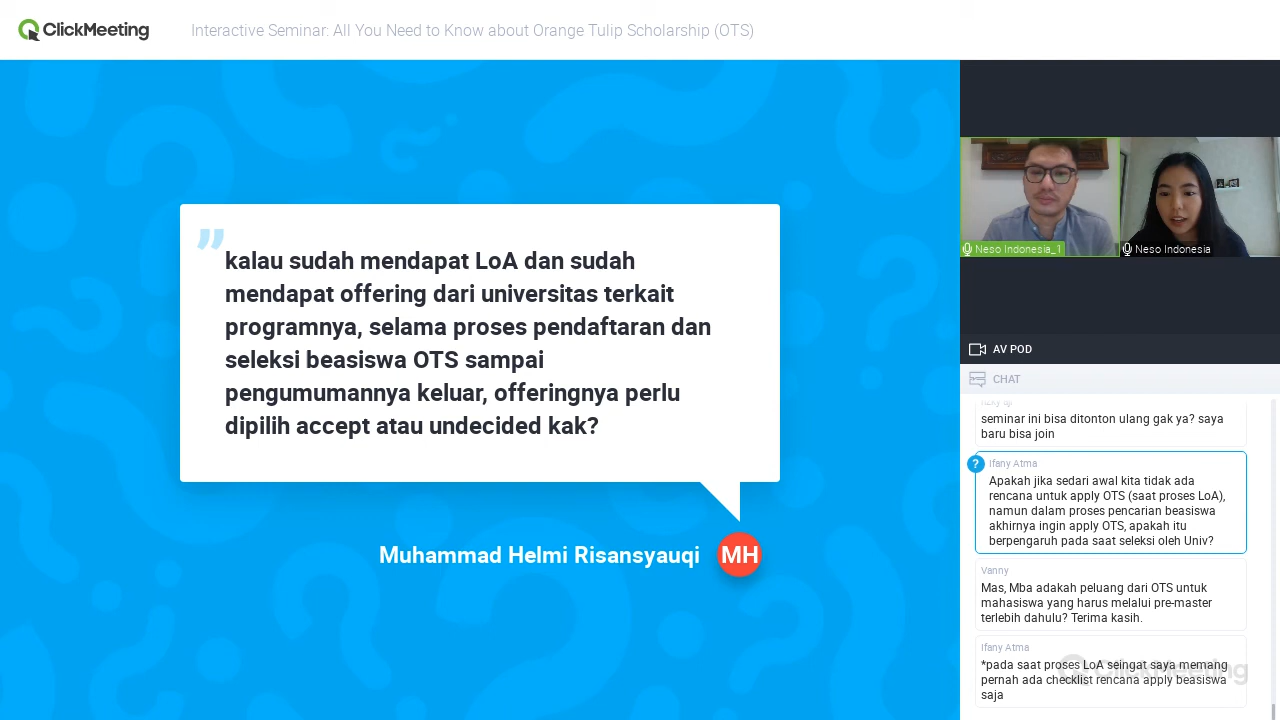 ClickMeeting
Interactive Seminar: All You Need to Know about Orange Tulip Scholarship (OTS)
kalau sudah mendapat LoA dan sudah
mendapat offering dari universitas terkait
programnya, selama proses pendaftaran dan
seleksi beasiswa OTS sampai
pengumumannya keluar, offeringnya perlu
dipilih accept atau undecided kak?
Muhammad Helmi Risansyauqi
MH
Neso Indonesia_1
Neso Indonesia
AV POD
CHAT
seminar ini bisa ditonton ulang gak ya? saya
baru bisa join
?
Ifany Atma
Apakah jika sedari awal kita tidak ada
rencana untuk apply OTS (saat proses LoA),
namun dalam proses pencarian beasiswa
akhirnya ingin apply OTS, apakah itu
berpengaruh pada saat seleksi oleh Univ?
Vanny
Mas, Mba adakah peluang dari OTS untuk
mahasiswa yang harus melalui pre-master
terlebih dahulu? Terima kasih.
Ifany Atma
*pada saat proses LoA seingat saya memang
pernah ada checklist rencana apply beasiswa
saja
ClickMeeting